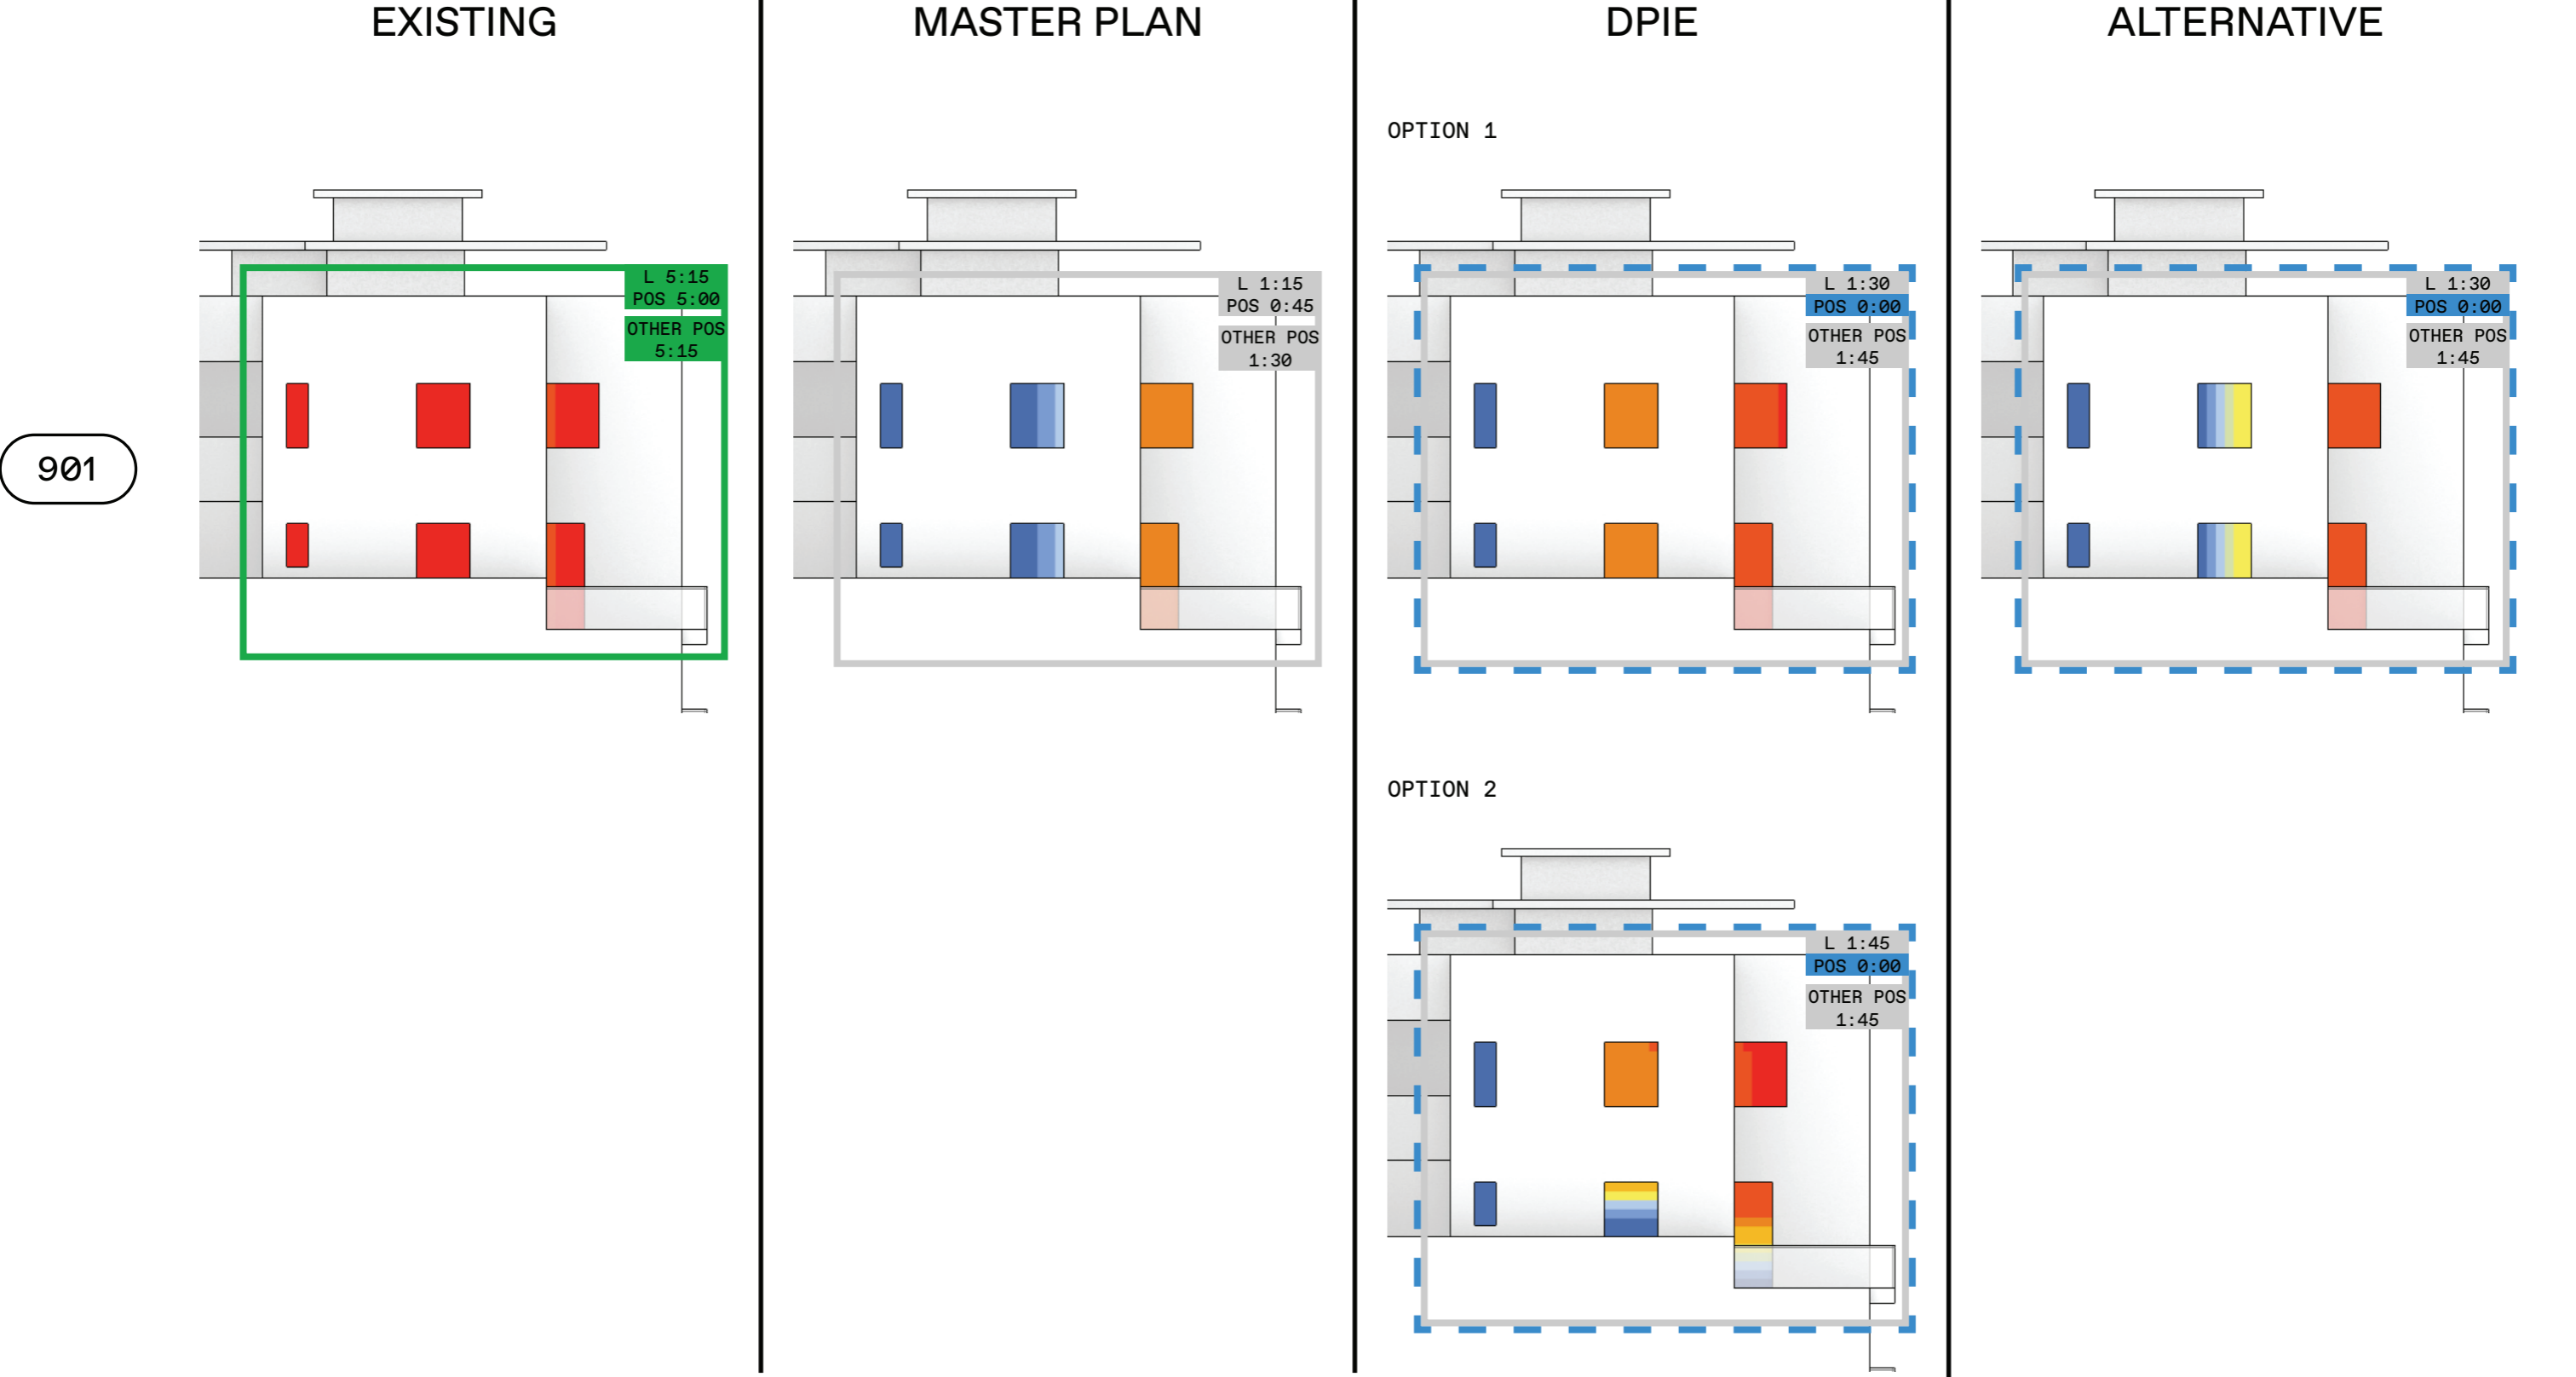 EXISTING
MASTER PLAN
DPIE
ALTERNATIVE
OPTION 1
L 5:15
POS 5:00
OTHER POS
5:15
L 1:15
POS 0:45
OTHER POS
1:30
L 1:30
POS 0:00
OTHER POS
1:45
L 1:30
POS 0:00
OTHER POS
1:45
901
OPTION 2
L 1:45
POS 0:00
OTHER POS
1:45